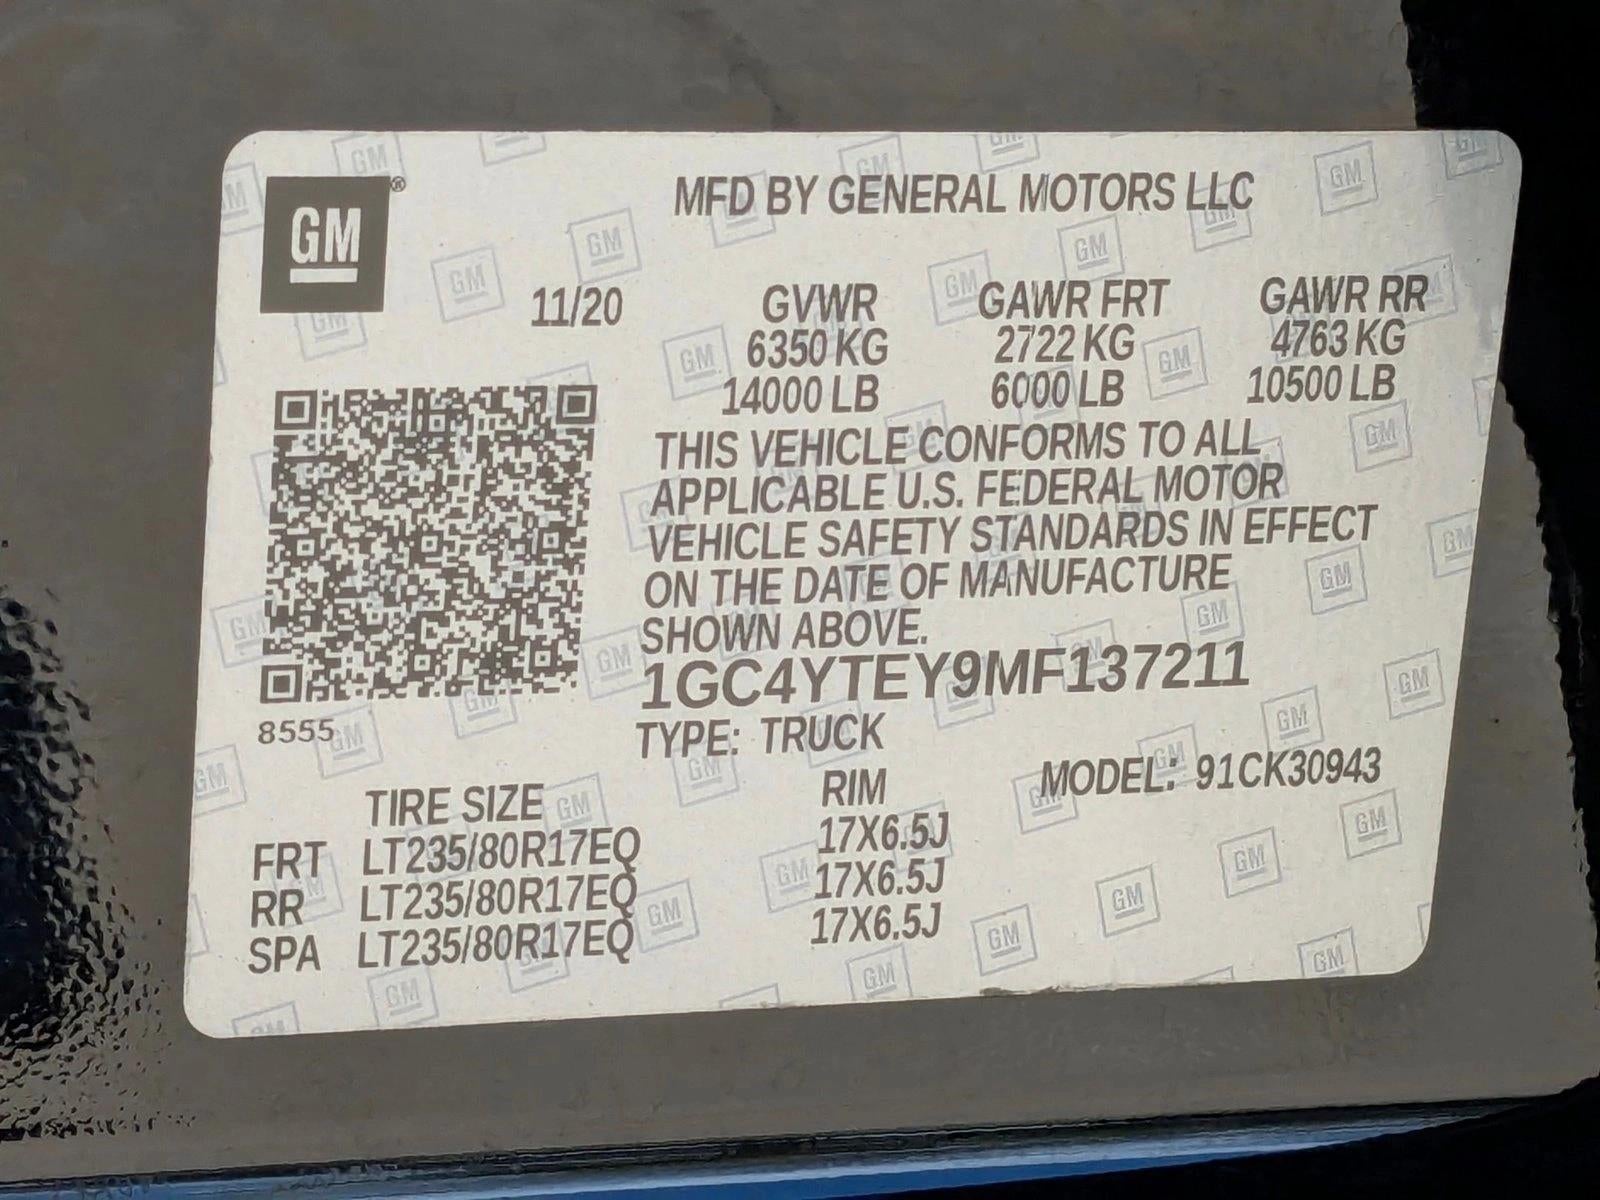 GM ®
MFD BY GENERAL MOTORS LLC
11/20 GVWR GAWR FRT GAWR RR
6350 KG 2722 KG 4763 KG
14000 LB 6000 LB 10500 LB
THIS VEHICLE CONFORMS TO ALL
APPLICABLE U.S. FEDERAL MOTOR
VEHICLE SAFETY STANDARDS IN EFFECT
ON THE DATE OF MANUFACTURE
SHOWN ABOVE.
1GC4YTEY9MF137211
8555
TYPE: TRUCK
MODEL: 91CK30943
TIRE SIZE RIM
FRT LT235/80R17EQ 17X6.5J
RR LT235/80R17EQ 17X6.5J
SPA LT235/80R17EQ 17X6.5J